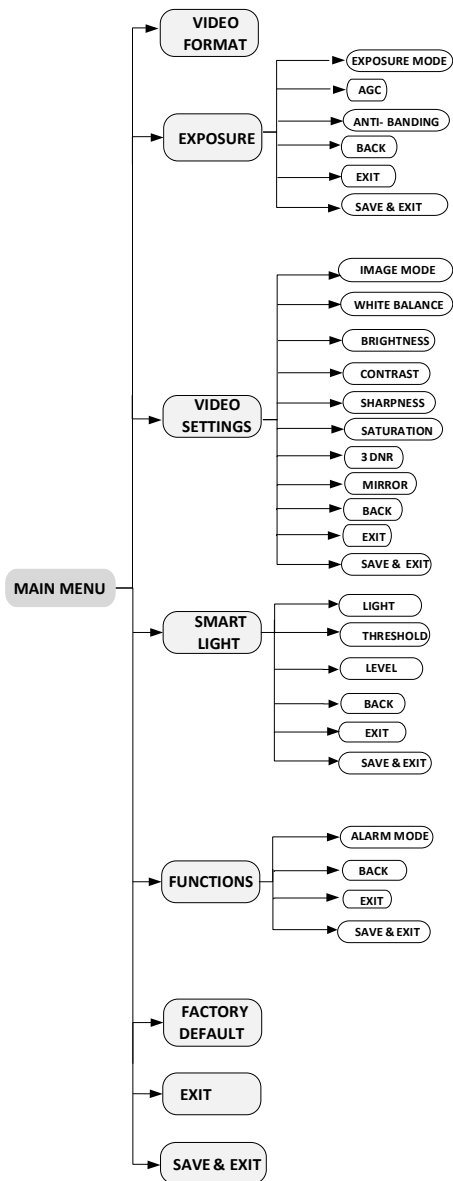 VIDEO
FORMAT
EXPOSURE
EXPOSURE MODE
AGC
ANTI- BANDING
BACK
EXIT
SAVE & EXIT
VIDEO
SETTINGS
IMAGE MODE
WHITE BALANCE
BRIGHTNESS
CONTRAST
SHARPNESS
SATURATION
3 DNR
MIRROR
BACK
EXIT
SAVE & EXIT
MAIN MENU
SMART
LIGHT
LIGHT
THRESHOLD
LEVEL
BACK
EXIT
SAVE & EXIT
FUNCTIONS
ALARM MODE
BACK
EXIT
SAVE & EXIT
FACTORY
DEFAULT
EXIT
SAVE & EXIT